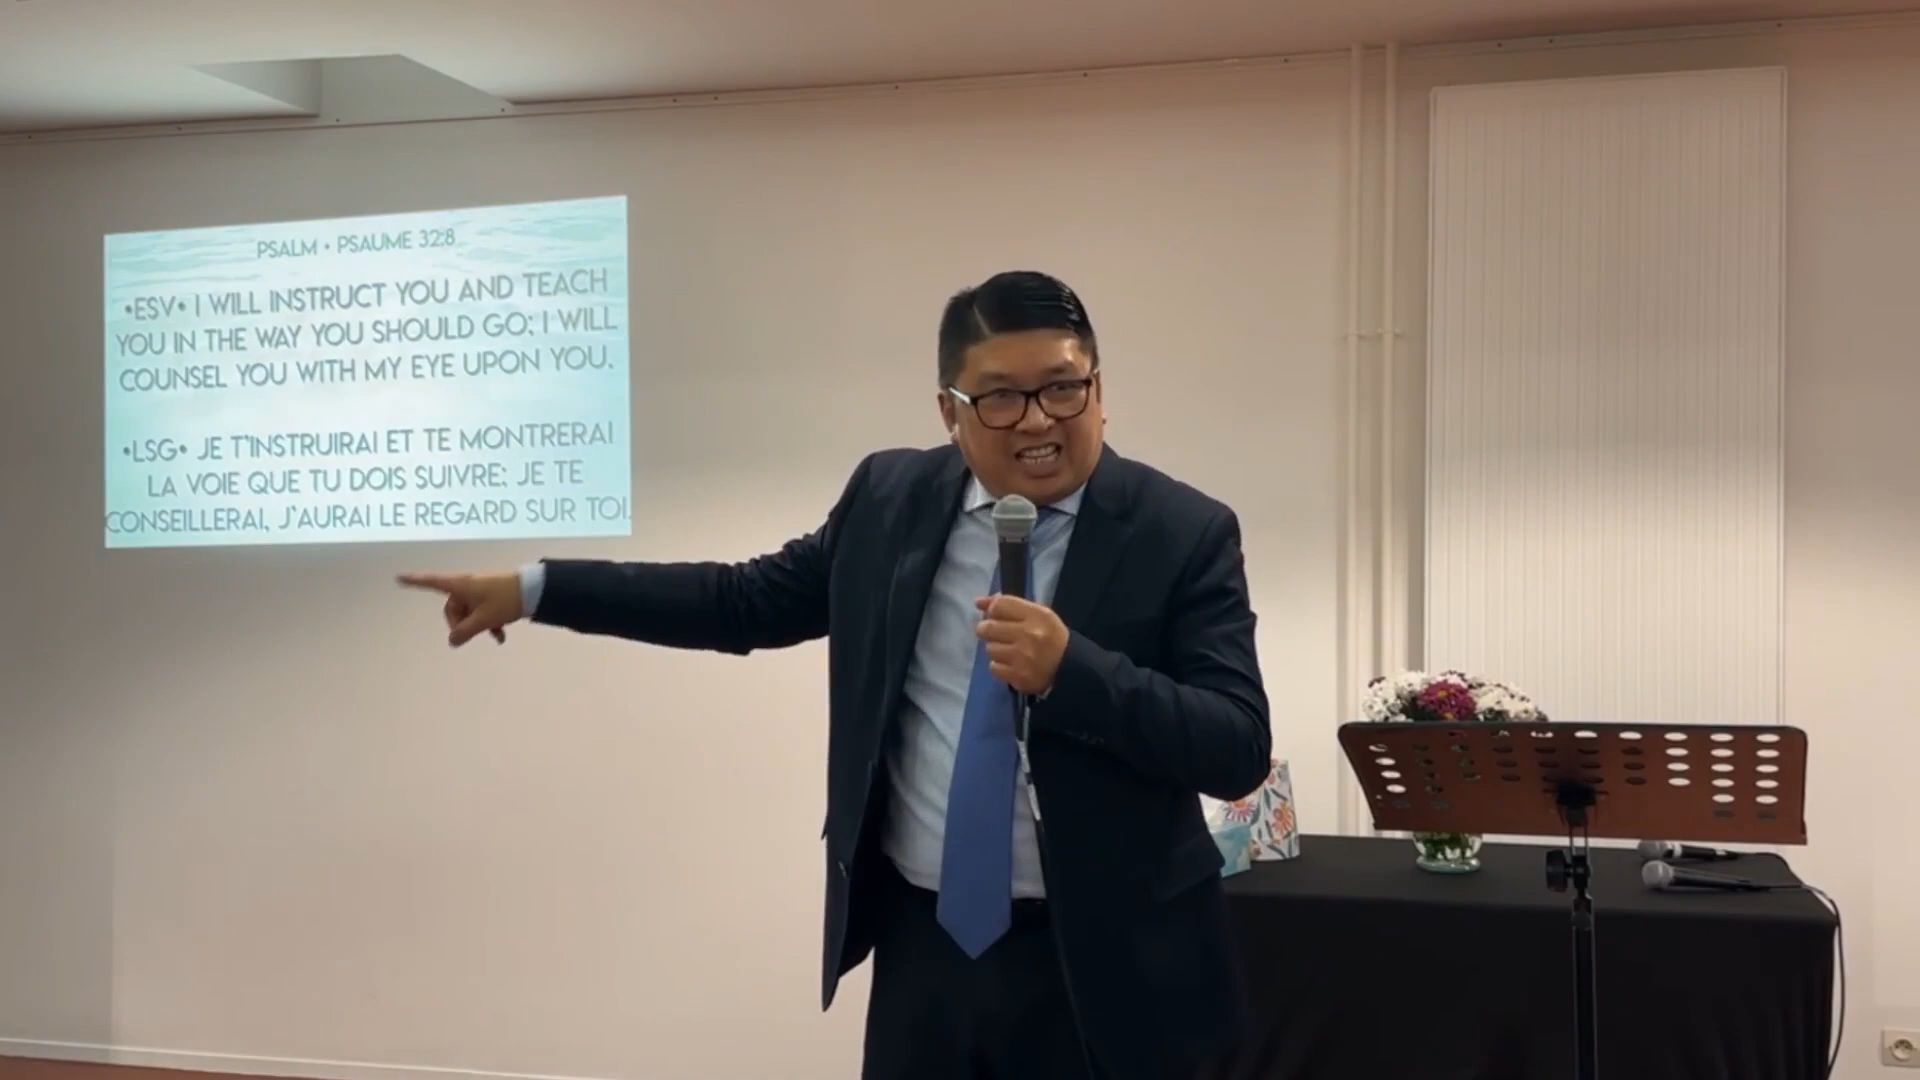 PSALM • PSAUME 32:8
•ESV• I WILL INSTRUCT YOU AND TEACH
YOU IN THE WAY YOU SHOULD GO; I WILL
COUNSEL YOU WITH MY EYE UPON YOU.
•LSG• JE T'INSTRUIRAI ET TE MONTRERAI
LA VOIE QUE TU DOIS SUIVRE; JE TE
CONSEILLERAI, J'AURAI LE REGARD SUR TOI.